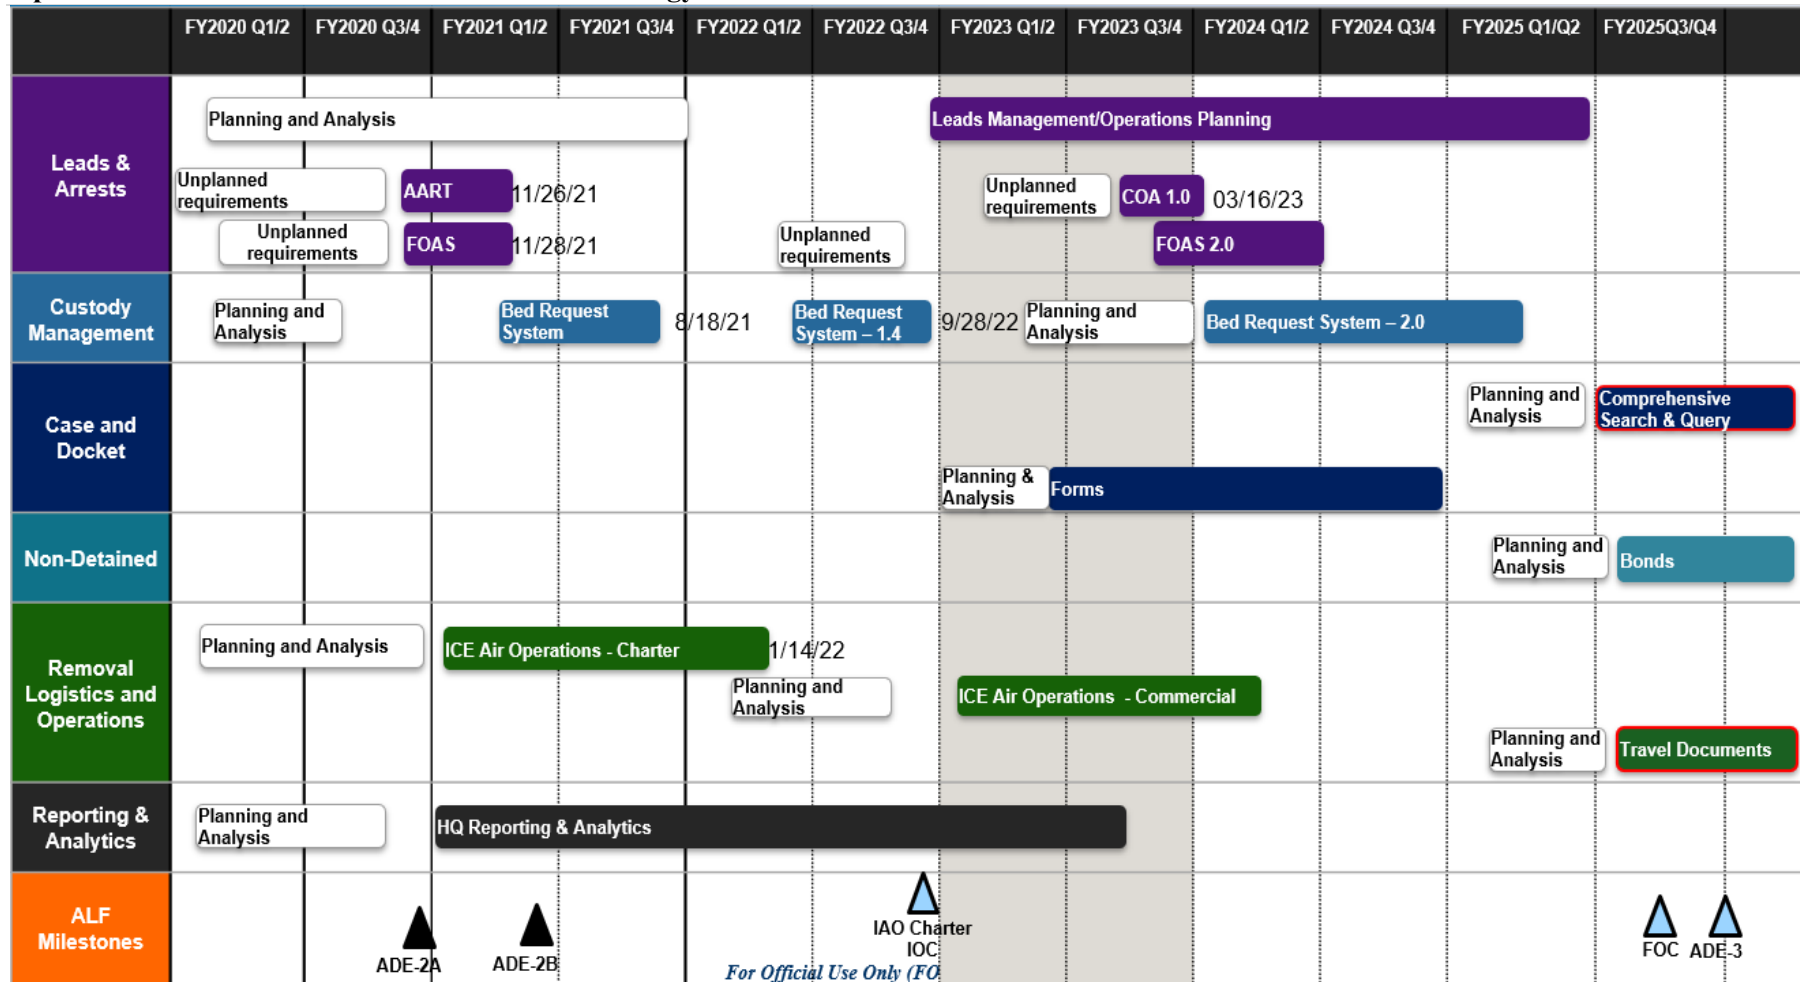 FY2020 Q1/2 FY2020 Q3/4 FY2021 Q1/2 FY2021 Q3/4 FY2022 Q1/2 FY2022 Q3/4 FY2023 Q1/2 FY2023 Q3/4 FY2024 Q1/2 FY2024 Q3/4 FY2025 Q1/Q2 FY2025Q3/Q4
Leads &
Arrests
Planning and Analysis
Leads Management/Operations Planning
Unplanned
requirements
AART
11/26/21
Unplanned
requirements
COA 1.0
03/16/23
Unplanned
requirements
FOAS
11/28/21
Unplanned
requirements
FOAS 2.0
Custody
Management
Planning and
Analysis
Bed Request
System
8/18/21
Bed Request
System – 1.4
9/28/22
Planning and
Analysis
Bed Request System – 2.0
Case and
Docket
Planning and
Analysis
Comprehensive
Search & Query
Planning &
Analysis
Forms
Non-Detained
Planning and
Analysis
Bonds
Removal
Logistics and
Operations
Planning and Analysis
ICE Air Operations - Charter
1/14/22
Planning and
Analysis
ICE Air Operations - Commercial
Planning and
Analysis
Travel Documents
Reporting &
Analytics
Planning and
Analysis
HQ Reporting & Analytics
ALF
Milestones
ADE-2A
ADE-2B
IAO Charter
IOC
FOC
ADE-3
For Official Use Only (FO